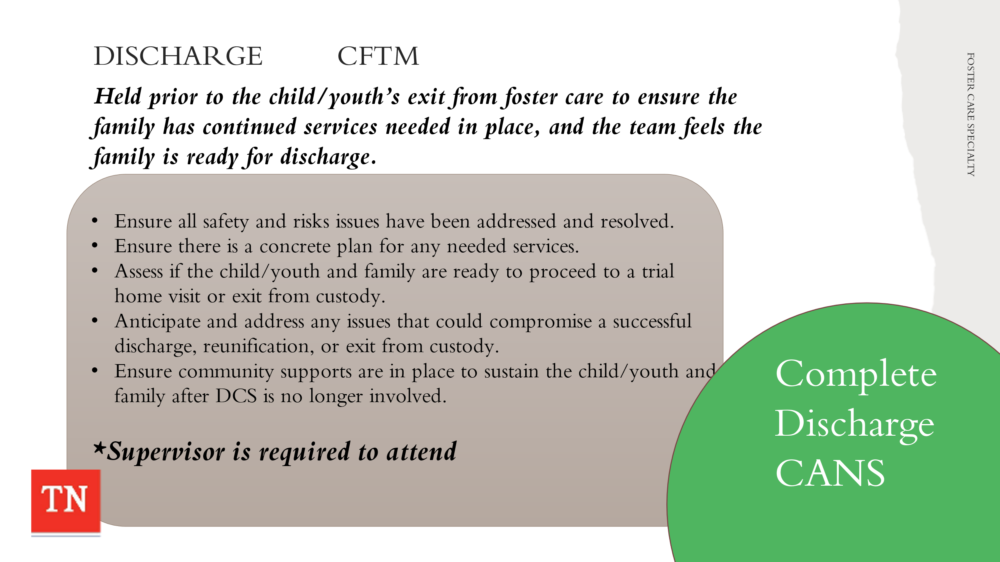 DISCHARGE CFTM
Held prior to the child/youth’s exit from foster care to ensure the
family has continued services needed in place, and the team feels the
family is ready for discharge.
• Ensure all safety and risks issues have been addressed and resolved.
• Ensure there is a concrete plan for any needed services.
• Assess if the child/youth and family are ready to proceed to a trial
home visit or exit from custody.
• Anticipate and address any issues that could compromise a successful
discharge, reunification, or exit from custody.
• Ensure community supports are in place to sustain the child/youth and
family after DCS is no longer involved.
*Supervisor is required to attend
TN
Complete
Discharge
CANS
FOSTER CARE SPECIALTY